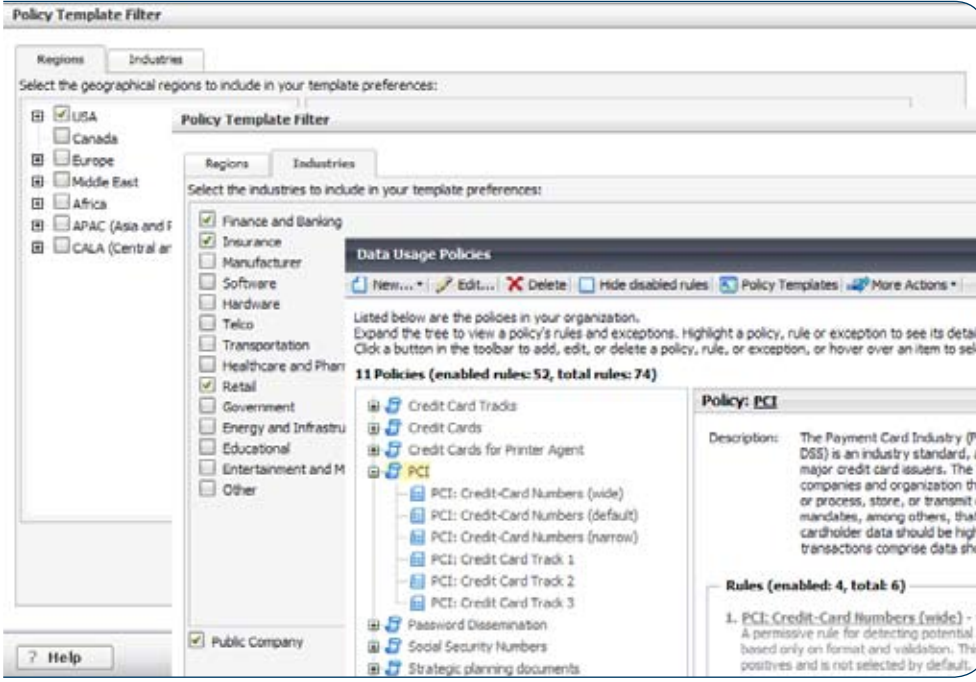 Policy Template Filter
Regions
Industries
Select the geographical regions to include in your template preferences:
USA
Canada
Europe
Middle East
Africa
APAC (Asia and
CALA (Central
Policy Template Filter
Regions
Industries
Select the industries to include in your template preferences:
Finance and Banking
Insurance
Manufacturer
Software
Hardware
Telco
Transportation
Healthcare and
Retail
Government
Energy and
Educational
Entertainment and
Other
Public Company
? Help
Data Usage Policies
New... Edit... Delete Hide disabled rules Policy Templates More Actions
Listed below are the policies in your organization.
Expand the tree to view a policy's rules and exceptions. Highlight a policy, rule or exception to see its
Click a button in the toolbar to add, edit, or delete a policy, rule, or exception, or hover over an item to
11 Policies (enabled rules: 52, total rules: 74)
Credit Card Tracks
Credit Cards
Credit Cards for Printer Agent
PCI
PCI: Credit-Card Numbers (wide)
PCI: Credit-Card Numbers (default)
PCI: Credit-Card Numbers (narrow)
PCI: Credit Card Track 1
PCI: Credit Card Track 2
PCI: Credit Card Track 3
Password Dissemination
Social Security Numbers
Strategic planning documents
Policy: PCI
Description: The Payment Card Industry
DSS) is an industry standard,
major credit card issuers. The
companies and organization
or process, store, or transmit
mandates, among others, that
cardholder data should be
transactions comprise data
Rules (enabled: 4, total: 6)
1. PCI: Credit-Card Numbers (wide) -
A permissive rule for detecting potential
based only on format and validation.
positives and is not selected by default.